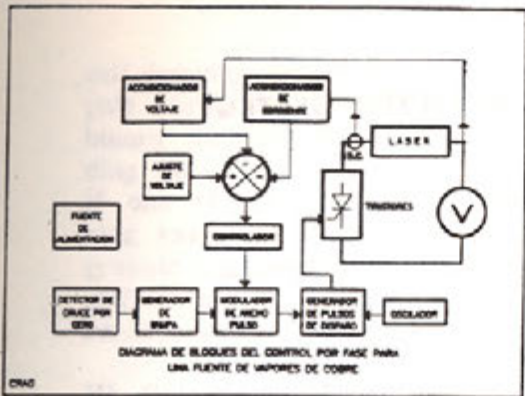 ACONDICIONADOR
DE
VOLTAJE
ACONDICIONADOR
DE
CORRIENTE
LASER
AJUSTE
DE
VOLTAJE
TIRISTORES
V
FUENTE
DE
ALIMENTACION
CONTROLADOR
DETECTOR DE
CRUCE POR
CERO
GENERADOR
DE
RAMPA
MODULADOR
DE ANCHO
PULSO
GENERADOR
DE PULSOS
DE DISPARO
OSCILADOR
DIAGRAMA DE BLOQUES DEL CONTROL POR FASE PARA
UNA FUENTE DE VAPORES DE COBRE